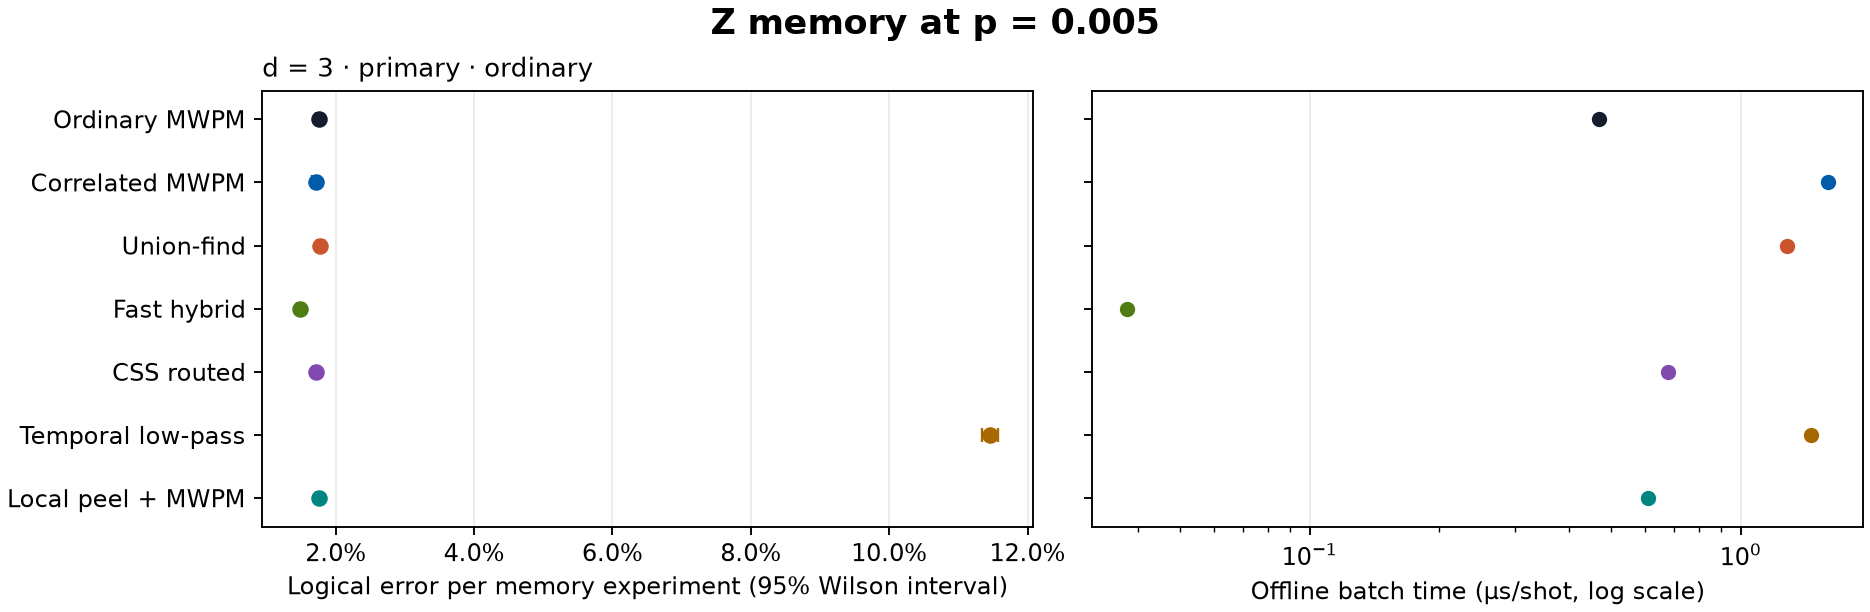 Z memory at p = 0.005
d = 3 · primary · ordinary
Ordinary MWPM
Correlated MWPM
Union-find
Fast hybrid
CSS routed
Temporal low-pass
Local peel + MWPM
2.0% 4.0% 6.0% 8.0% 10.0% 12.0%
Logical error per memory experiment (95% Wilson interval)
10⁻¹ 10⁰
Offline batch time (µs/shot, log scale)